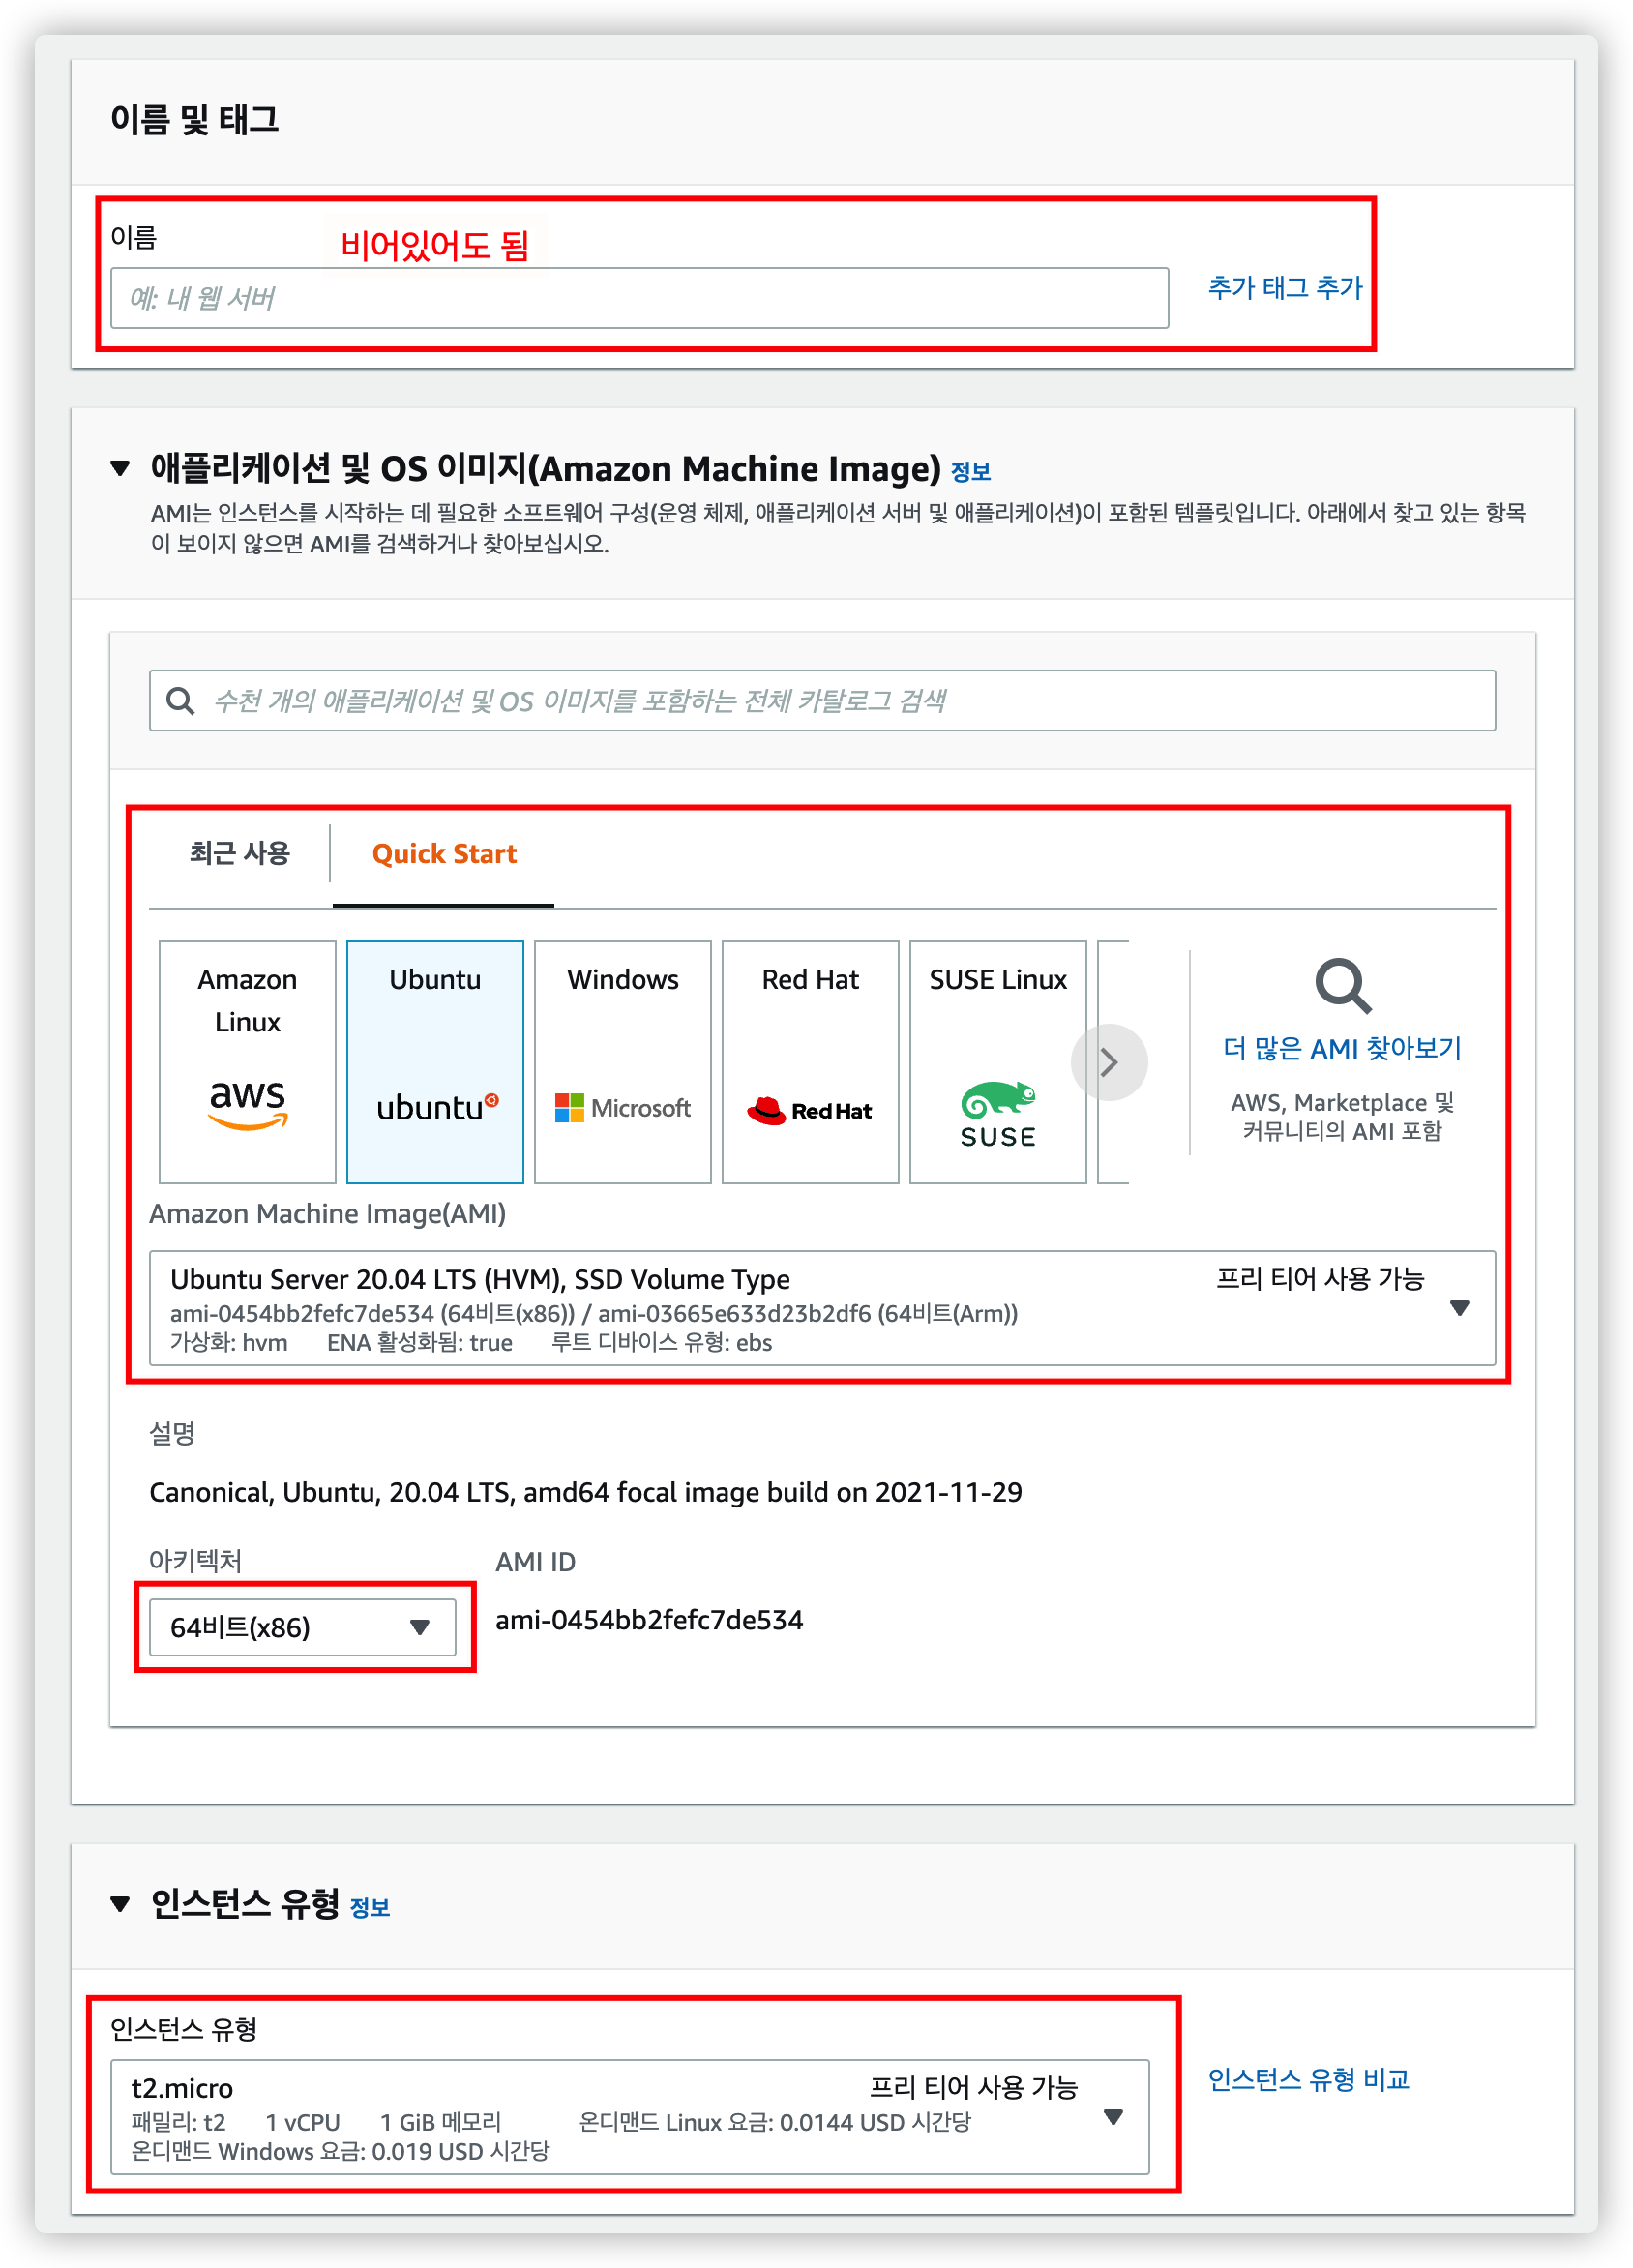 이름 및 태그
이름
비어있어도 됨
예: 내 웹 서버
추가 태그 추가
애플리케이션 및 OS 이미지(Amazon Machine Image) 정보
AMI는 인스턴스를 시작하는 데 필요한 소프트웨어 구성(운영 체제, 애플리케이션 서버 및 애플리케이션)이 포함된 템플릿입니다. 아래에서 찾고 있는 항목
이 보이지 않으면 AMI를 검색하거나 찾아보십시오.
수천 개의 애플리케이션 및 OS 이미지를 포함하는 전체 카탈로그 검색
최근 사용
Quick Start
Amazon
Linux
aws
Ubuntu
ubuntu
Windows
Microsoft
Red Hat
Red Hat
SUSE Linux
SUSE
더 많은 AMI 찾아보기
AWS, Marketplace 및
커뮤니티의 AMI 포함
Amazon Machine Image(AMI)
Ubuntu Server 20.04 LTS (HVM), SSD Volume Type
프리 티어 사용 가능
ami-0454bb2fefc7de534 (64비트(x86)) / ami-03665e633d23b2df6 (64비트(Arm))
가상화: hvm ENA 활성화됨: true 루트 디바이스 유형: ebs
설명
Canonical, Ubuntu, 20.04 LTS, amd64 focal image build on 2021-11-29
아키텍처
AMI ID
64비트(x86)
ami-0454bb2fefc7de534
인스턴스 유형 정보
인스턴스 유형
t2.micro
프리 티어 사용 가능
패밀리: t2 1 vCPU 1 GiB 메모리 온디맨드 Linux 요금: 0.0144 USD 시간당
온디맨드 Windows 요금: 0.019 USD 시간당
인스턴스 유형 비교